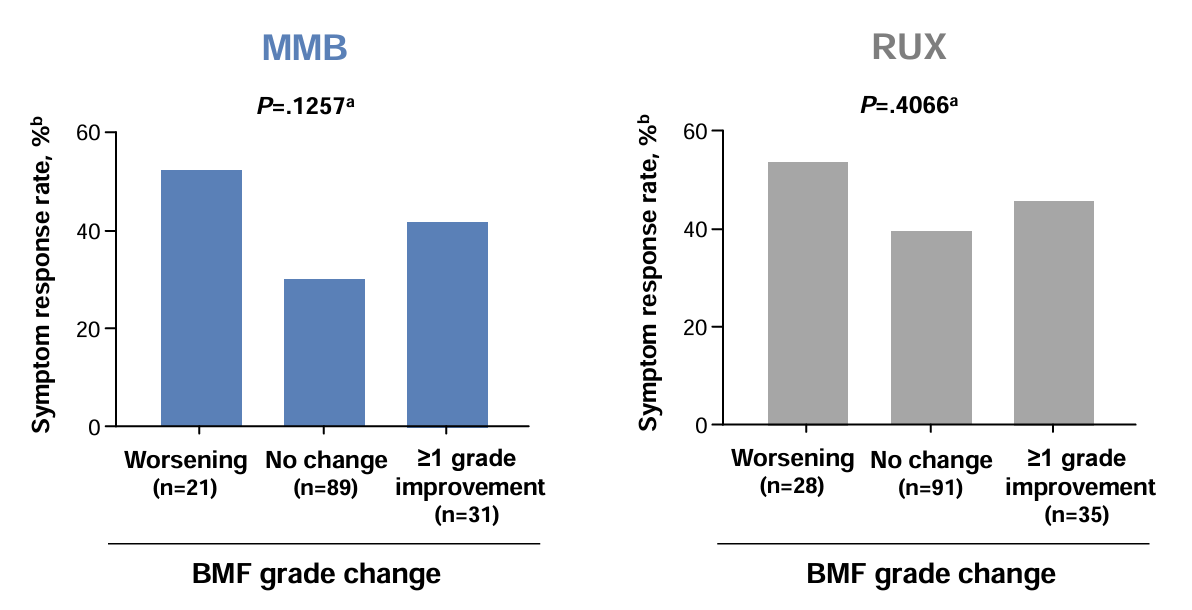 MMB
P=.1257ᵃ
Symptom response rate, %ᵇ
60
40
20
0
Worsening
(n=21)
No change
(n=89)
≥1 grade
improvement
(n=31)
BMF grade change
RUX
P=.4066ᵃ
Symptom response rate, %ᵇ
60
40
20
0
Worsening
(n=28)
No change
(n=91)
≥1 grade
improvement
(n=35)
BMF grade change